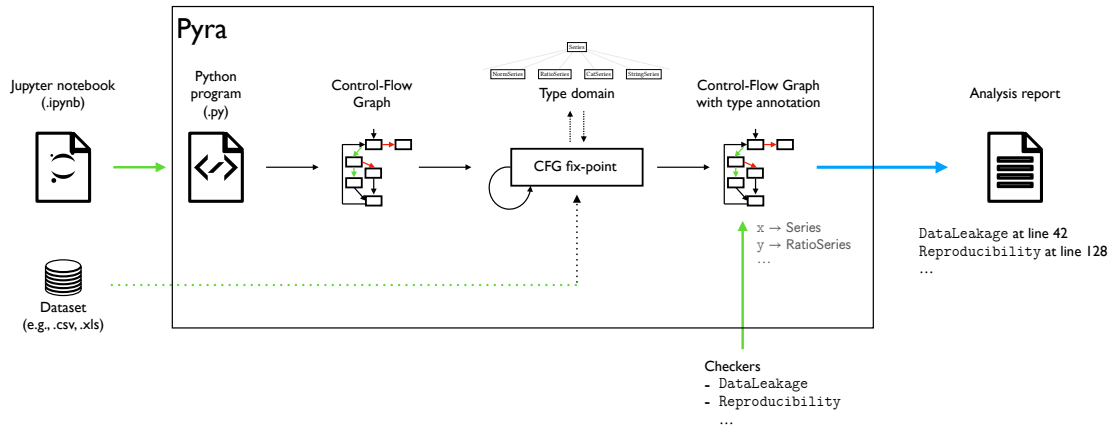 Pyra
Series
NormSeries RatioSeries CatSeries StringSeries
Jupyter notebook
(.ipynb)
Python
program
(.py)
Control-Flow
Graph
Type domain
Control-Flow Graph
with type annotation
Analysis report
CFG fix-point
x → Series
y → RatioSeries
...
DataLeakage at line 42
Reproducibility at line 128
...
Dataset
(e.g., .csv, .xls)
Checkers
- DataLeakage
- Reproducibility
...